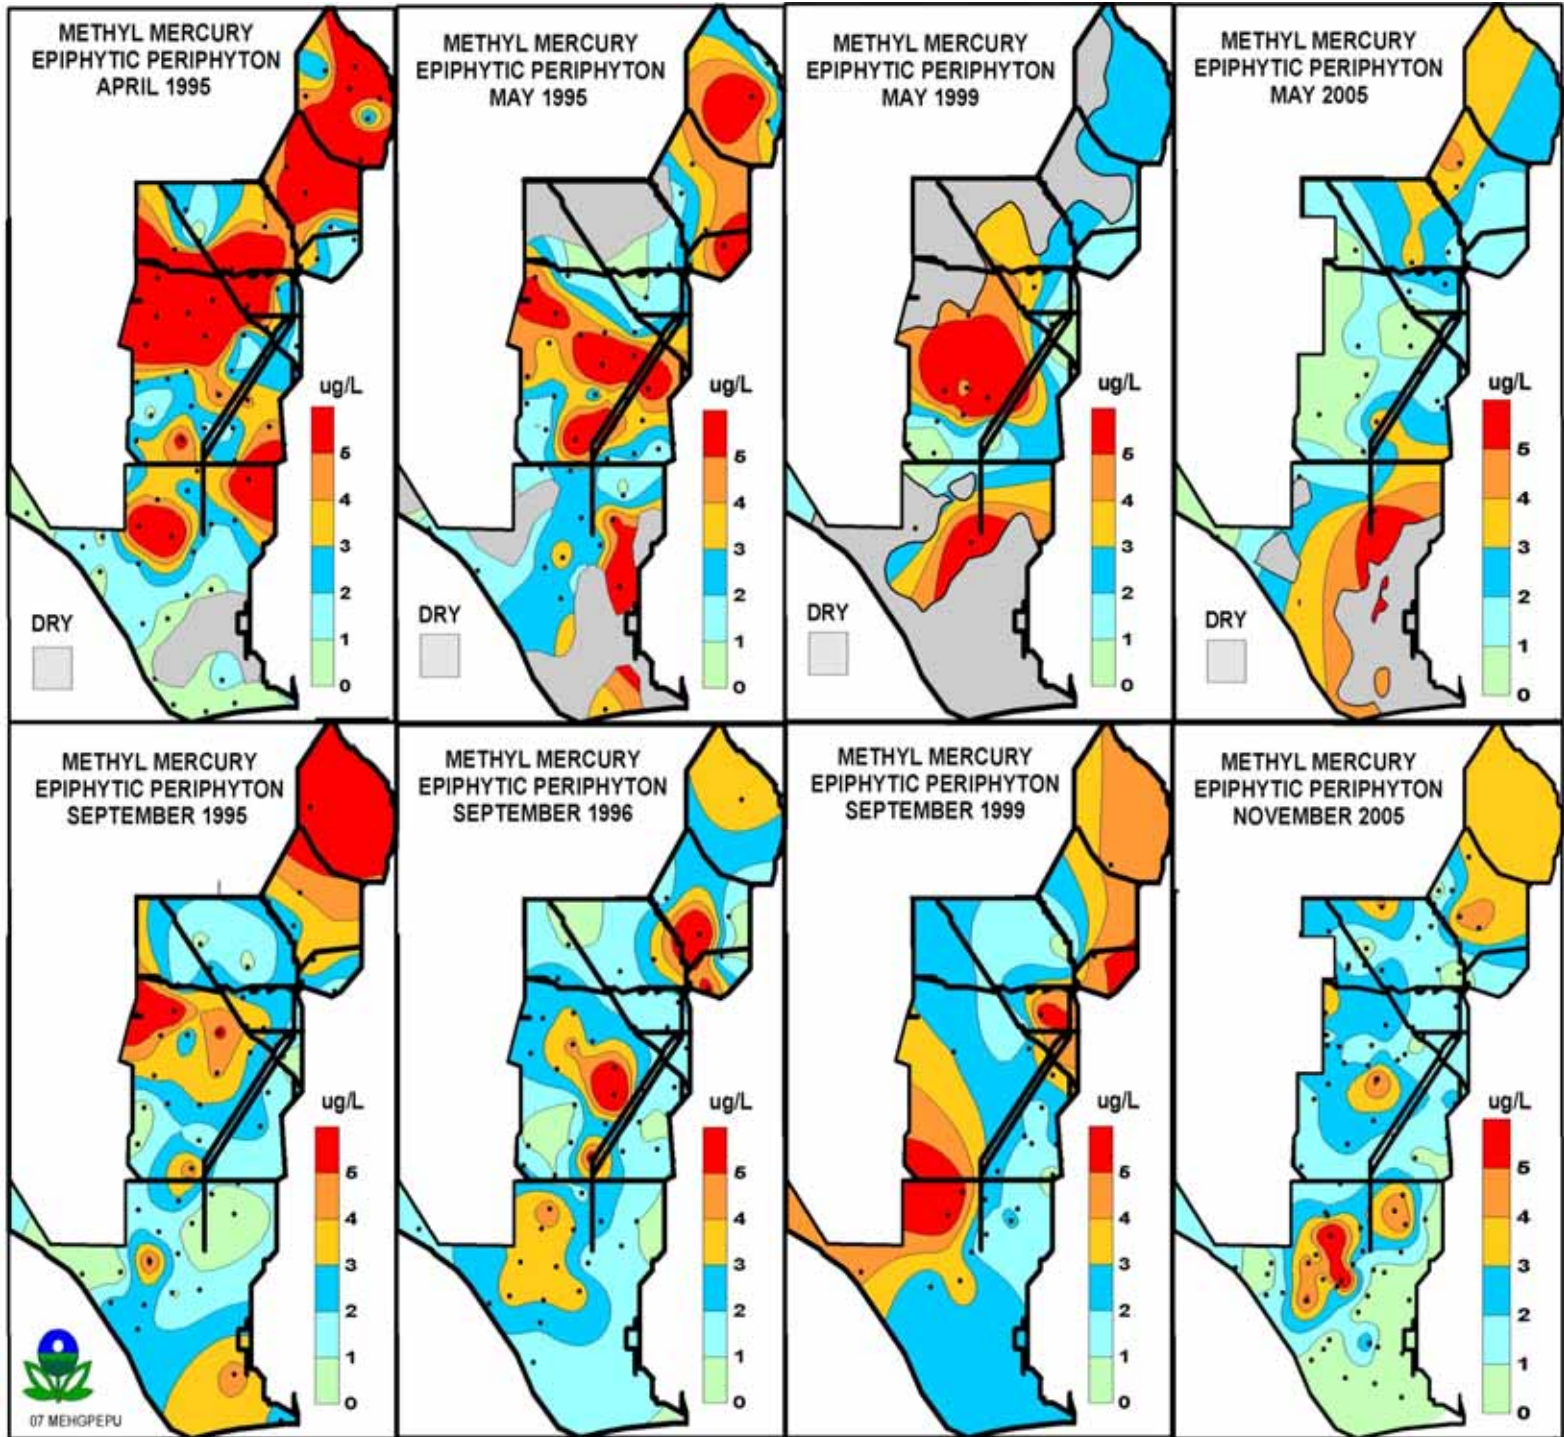 METHYL MERCURY
EPIPHYTIC PERIPHYTON
APRIL 1995
ug/L
5
4
3
2
1
0
DRY
METHYL MERCURY
EPIPHYTIC PERIPHYTON
MAY 1995
ug/L
5
4
3
2
1
0
DRY
METHYL MERCURY
EPIPHYTIC PERIPHYTON
MAY 1999
ug/L
5
4
3
2
1
0
DRY
METHYL MERCURY
EPIPHYTIC PERIPHYTON
MAY 2005
ug/L
5
4
3
2
1
0
DRY
METHYL MERCURY
EPIPHYTIC PERIPHYTON
SEPTEMBER 1995
ug/L
5
4
3
2
1
0
07 MEHGPEPU
METHYL MERCURY
EPIPHYTIC PERIPHYTON
SEPTEMBER 1996
ug/L
5
4
3
2
1
0
METHYL MERCURY
EPIPHYTIC PERIPHYTON
SEPTEMBER 1999
ug/L
5
4
3
2
1
0
METHYL MERCURY
EPIPHYTIC PERIPHYTON
NOVEMBER 2005
ug/L
5
4
3
2
1
0